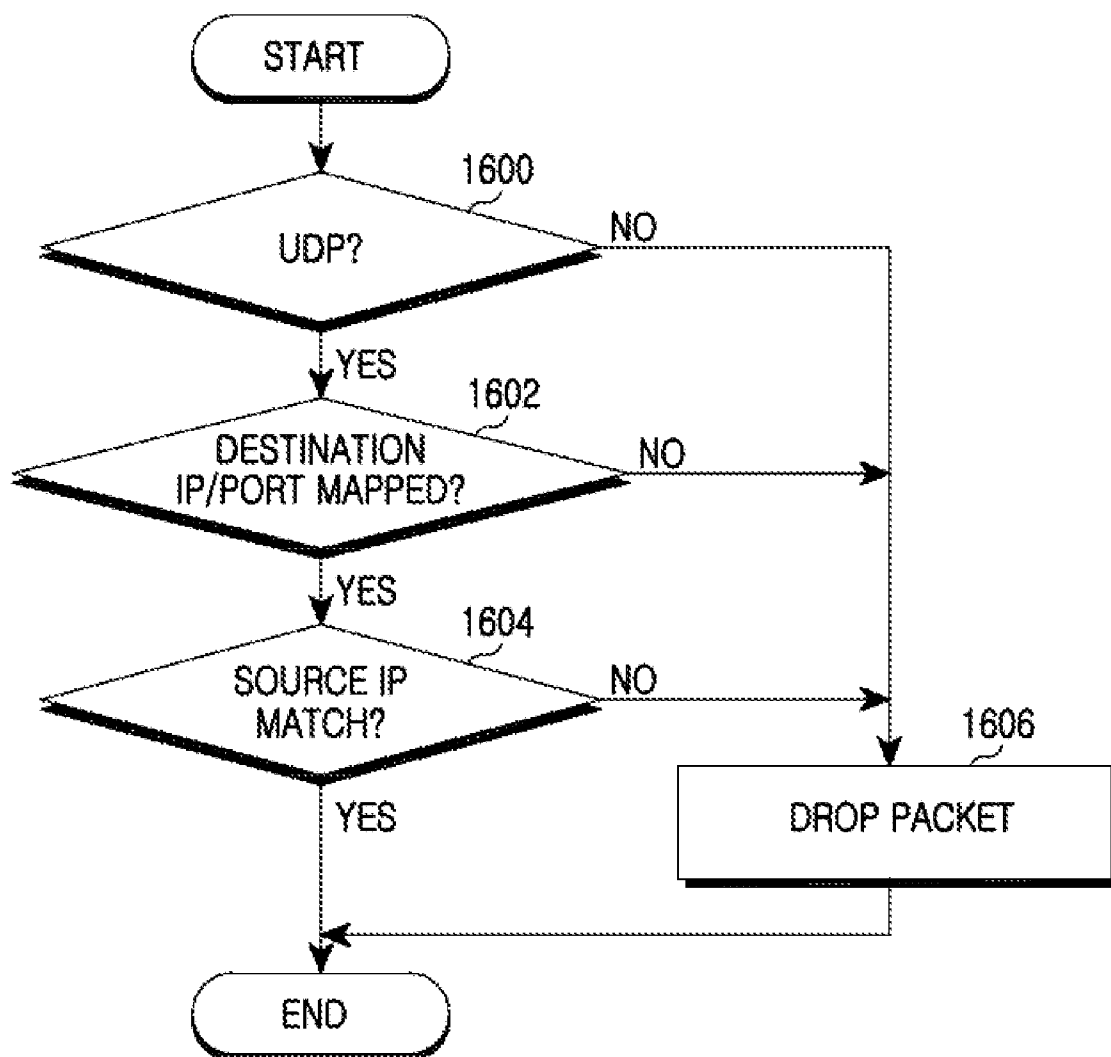 START
1600
UDP?
NO
YES
1602
DESTINATION
IP/PORT MAPPED?
NO
YES
1604
SOURCE IP
MATCH?
NO
YES
1606
DROP PACKET
END